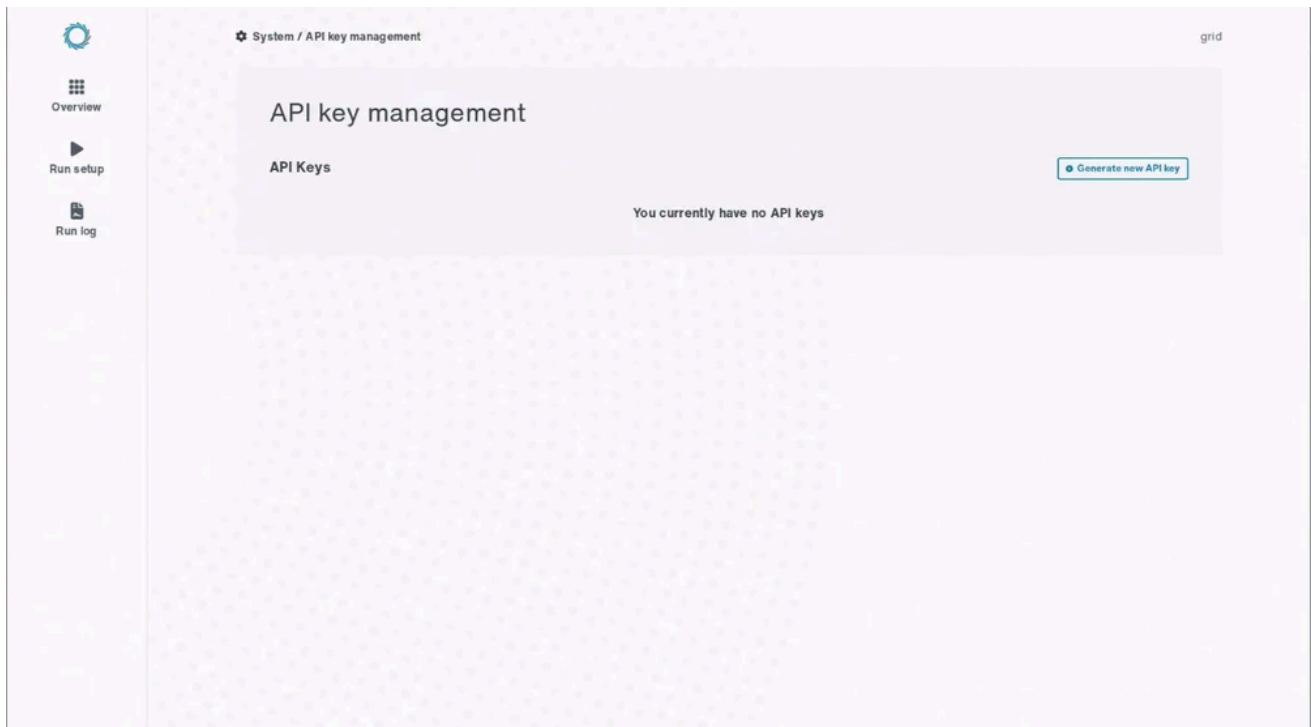 System / API key management
grid
Overview
Run setup
Run log
API key management
API Keys
Generate new API key
You currently have no API keys